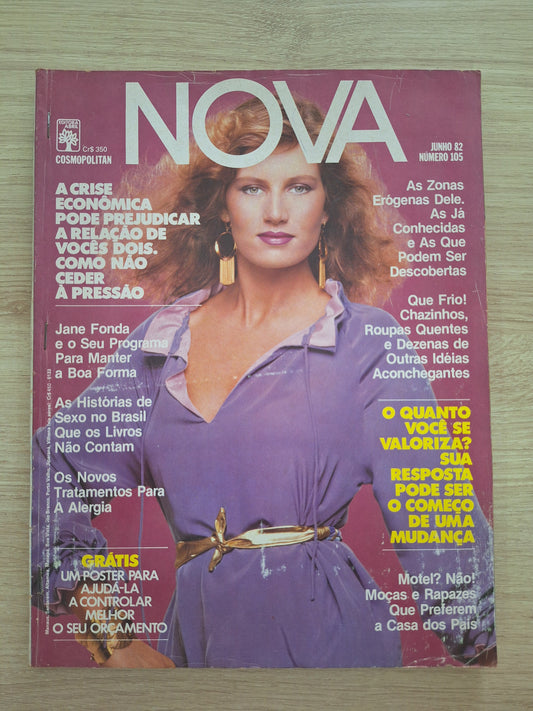 NOVA
EDITORA
ABRIL
Cr$ 350
COSMOPOLITAN
JUNHO 82
NÚMERO 105
A CRISE
ECONÔMICA
PODE PREJUDICAR
A RELAÇÃO DE
VOCÊS DOIS.
COMO NÃO
CEDER
À PRESSÃO
Jane Fonda
e o Seu Programa
Para Manter
a Boa Forma
As Histórias de
Sexo no Brasil
Que os Livros
Não Contam
Os Novos
Tratamentos Para
A Alergia
GRÁTIS
UM POSTER PARA
AJUDÁ-LA
A CONTROLAR
MELHOR
O SEU ORÇAMENTO
As Zonas
Erógenas Dele.
As Já
Conhecidas
e As Que
Podem Ser
Descobertas
Que Frio!
Chazinhos,
Roupas Quentes
e Dezenas de
Outras Idéias
Aconchegantes
O QUANTO
VOCÊ SE
VALORIZA?
SUA
RESPOSTA
PODE SER
O COMEÇO
DE UMA
MUDANÇA
Motel? Não!
Moças e Rapazes
Que Preferem
a Casa dos Pais